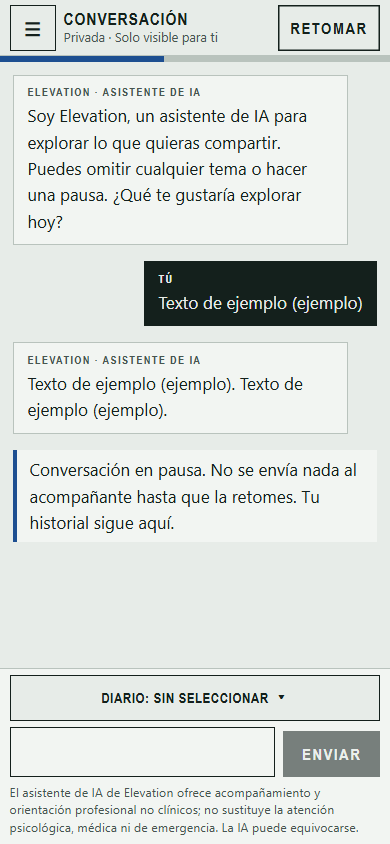 CONVERSACIÓN
Privada · Solo visible para ti
RETOMAR
ELEVATION · ASISTENTE DE IA
Soy Elevation, un asistente de IA para
explorar lo que quieras compartir.
Puedes omitir cualquier tema o hacer
una pausa. ¿Qué te gustaría explorar
hoy?
TÚ
Texto de ejemplo (ejemplo)
ELEVATION · ASISTENTE DE IA
Texto de ejemplo (ejemplo). Texto de
ejemplo (ejemplo).
Conversación en pausa. No se envía nada al
acompañante hasta que la retomes. Tu
historial sigue aquí.
DIARIO: SIN SELECCIONAR
ENVIAR
El asistente de IA de Elevation ofrece acompañamiento y
orientación profesional no clínicos; no sustituye la atención
psicológica, médica ni de emergencia. La IA puede equivocarse.